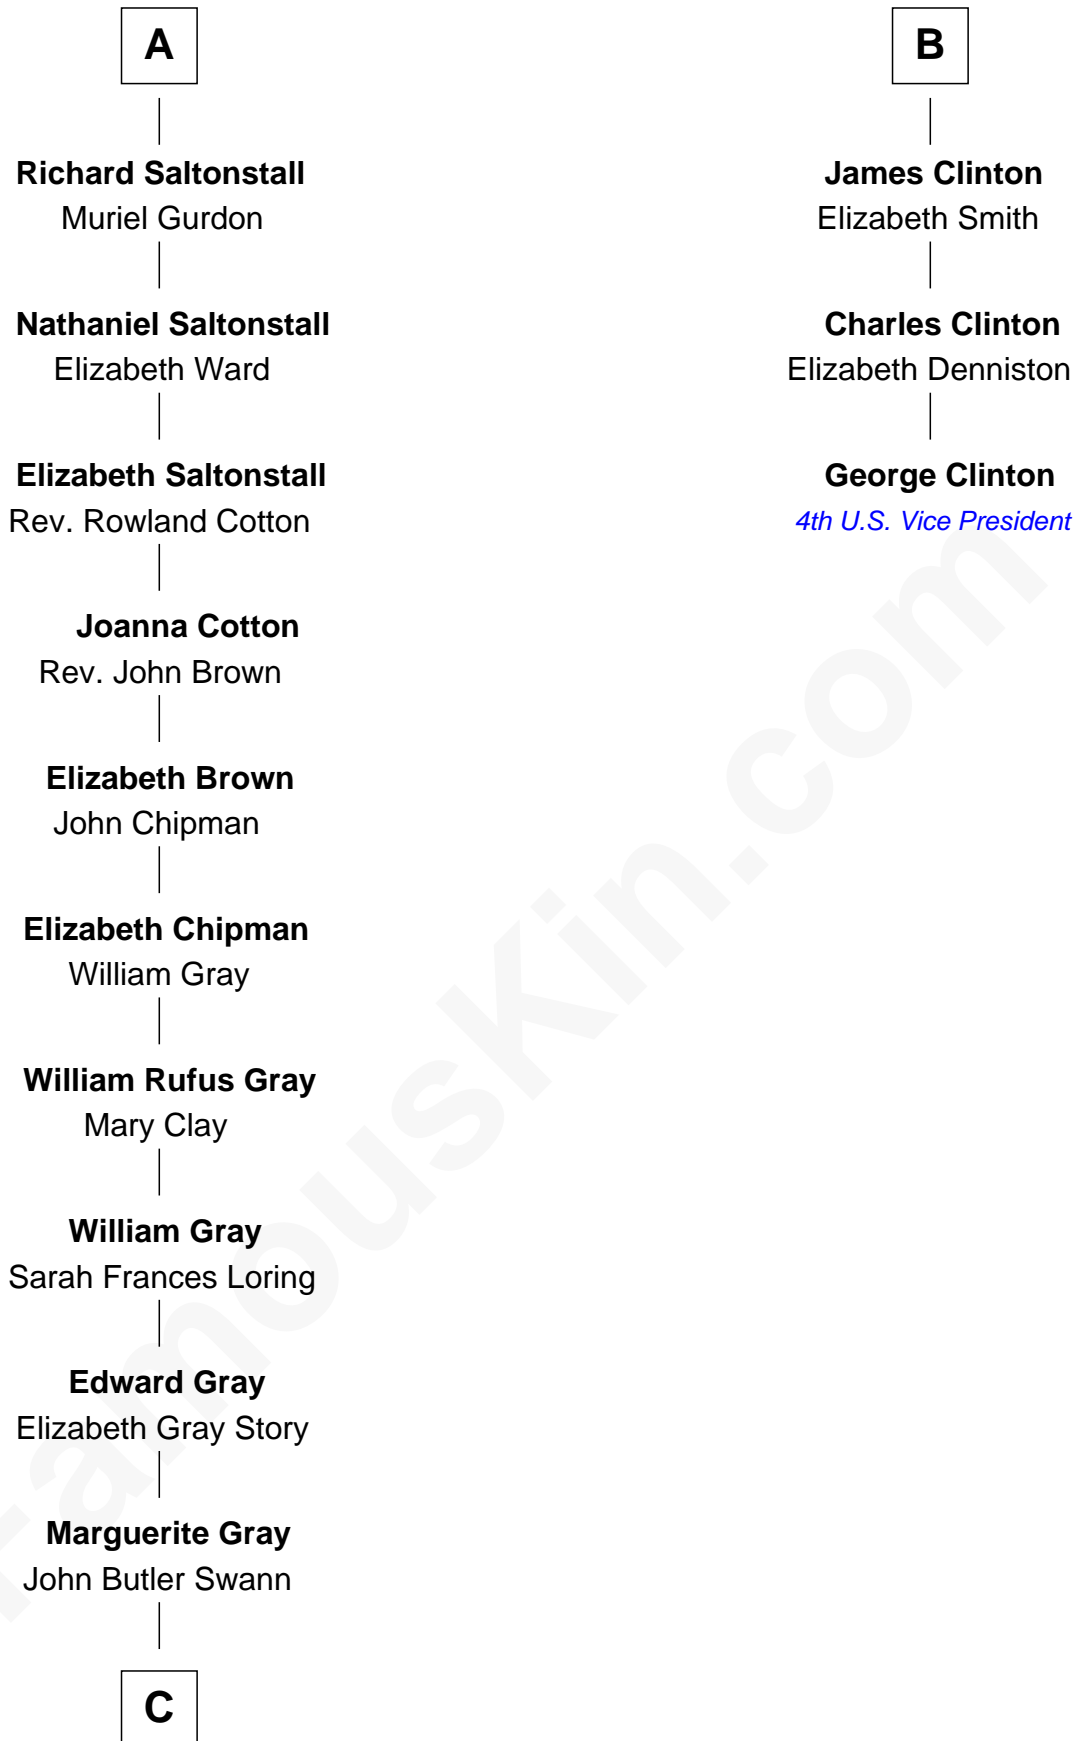 A
Richard Saltonstall
Muriel Gurdon
Nathaniel Saltonstall
Elizabeth Ward
Elizabeth Saltonstall
Rev. Rowland Cotton
Joanna Cotton
Rev. John Brown
Elizabeth Brown
John Chipman
Elizabeth Chipman
William Gray
William Rufus Gray
Mary Clay
William Gray
Sarah Frances Loring
Edward Gray
Elizabeth Gray Story
Marguerite Gray
John Butler Swann
C
B
James Clinton
Elizabeth Smith
Charles Clinton
Elizabeth Denniston
George Clinton
4th U.S. Vice President
FamousKin.com